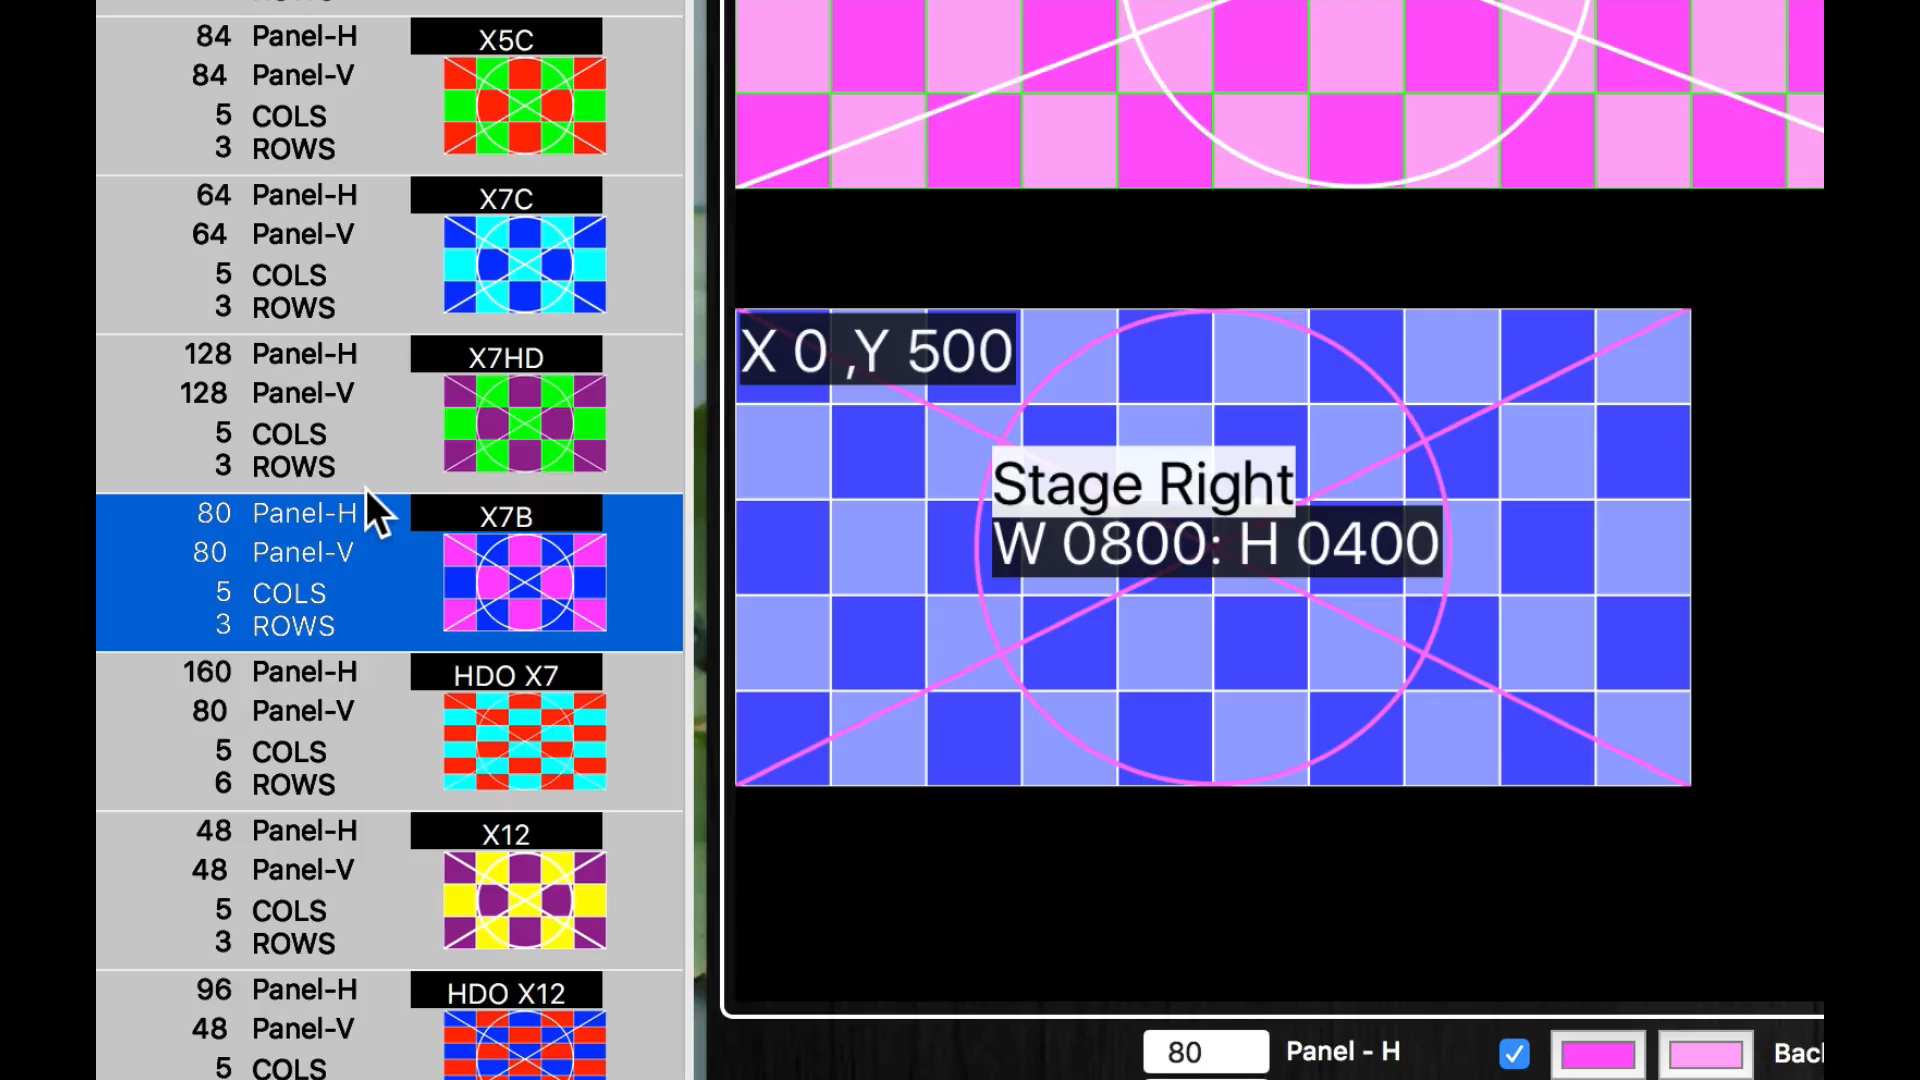 84 Panel-H
X5C
84 Panel-V
5 COLS
3 ROWS
64 Panel-H
X7C
64 Panel-V
5 COLS
3 ROWS
128 Panel-H
X7HD
128 Panel-V
5 COLS
3 ROWS
80 Panel-H
X7B
80 Panel-V
5 COLS
3 ROWS
160 Panel-H
HDO X7
80 Panel-V
5 COLS
6 ROWS
48 Panel-H
X12
48 Panel-V
5 COLS
3 ROWS
96 Panel-H
HDO X12
48 Panel-V
5 COLS
X 0 ,Y 500
Stage Right
W 0800: H 0400
80 Panel - H